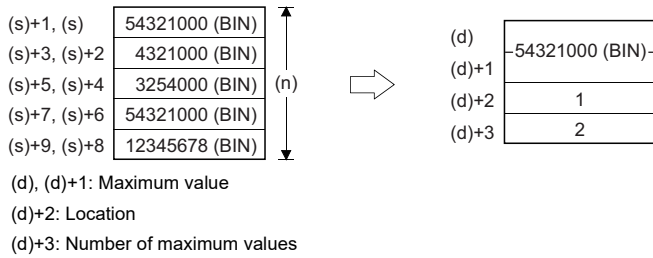 (s)+1, (s) 54321000 (BIN)
(s)+3, (s)+2 4321000 (BIN)
(s)+5, (s)+4 3254000 (BIN)
(s)+7, (s)+6 54321000 (BIN)
(s)+9, (s)+8 12345678 (BIN)
(n)
(d)
54321000 (BIN)
(d)+1
(d)+2 1
(d)+3 2
(d), (d)+1: Maximum value
(d)+2: Location
(d)+3: Number of maximum values